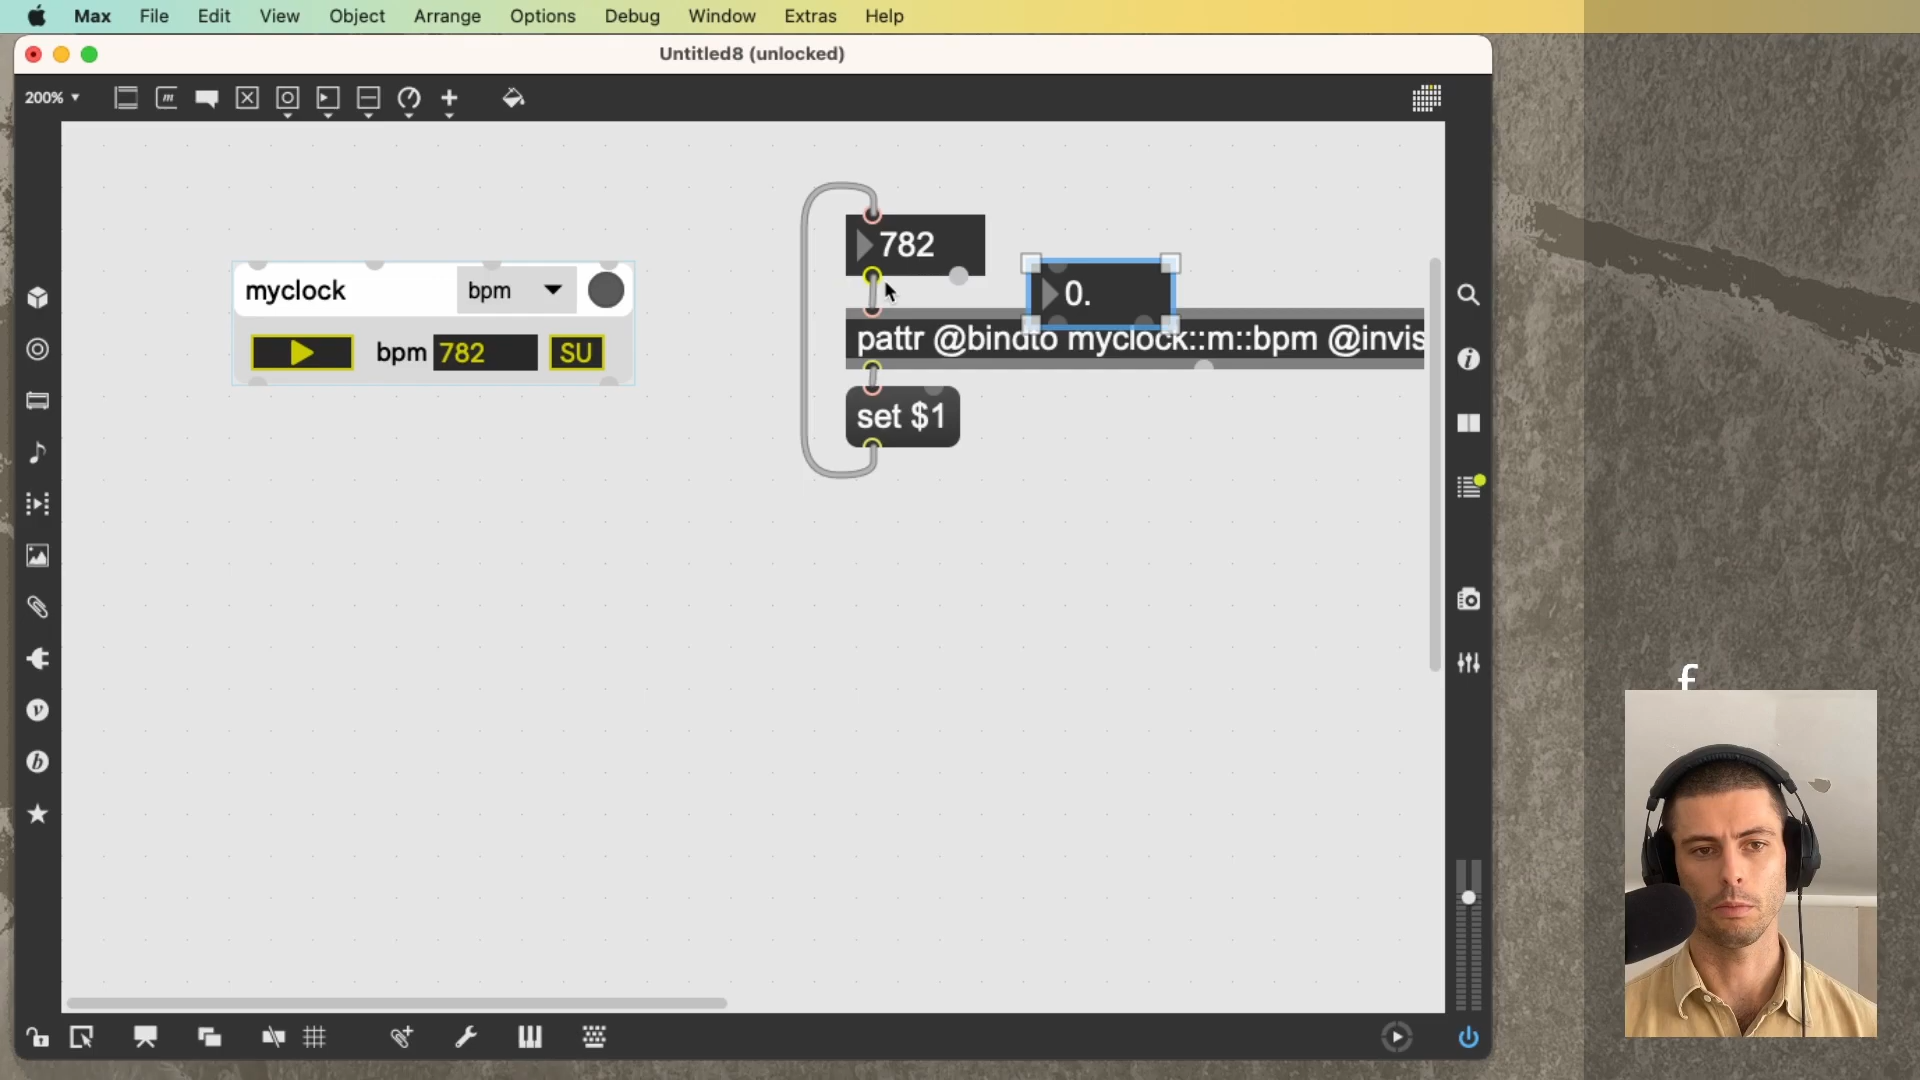 Max File Edit View Object Arrange Options Debug Window Extras Help
Untitled8 (unlocked)
200%
782
myclock bpm
0.
bpm 782 SU
pattr @bindto myclock::m::bpm @invis
set $1
f